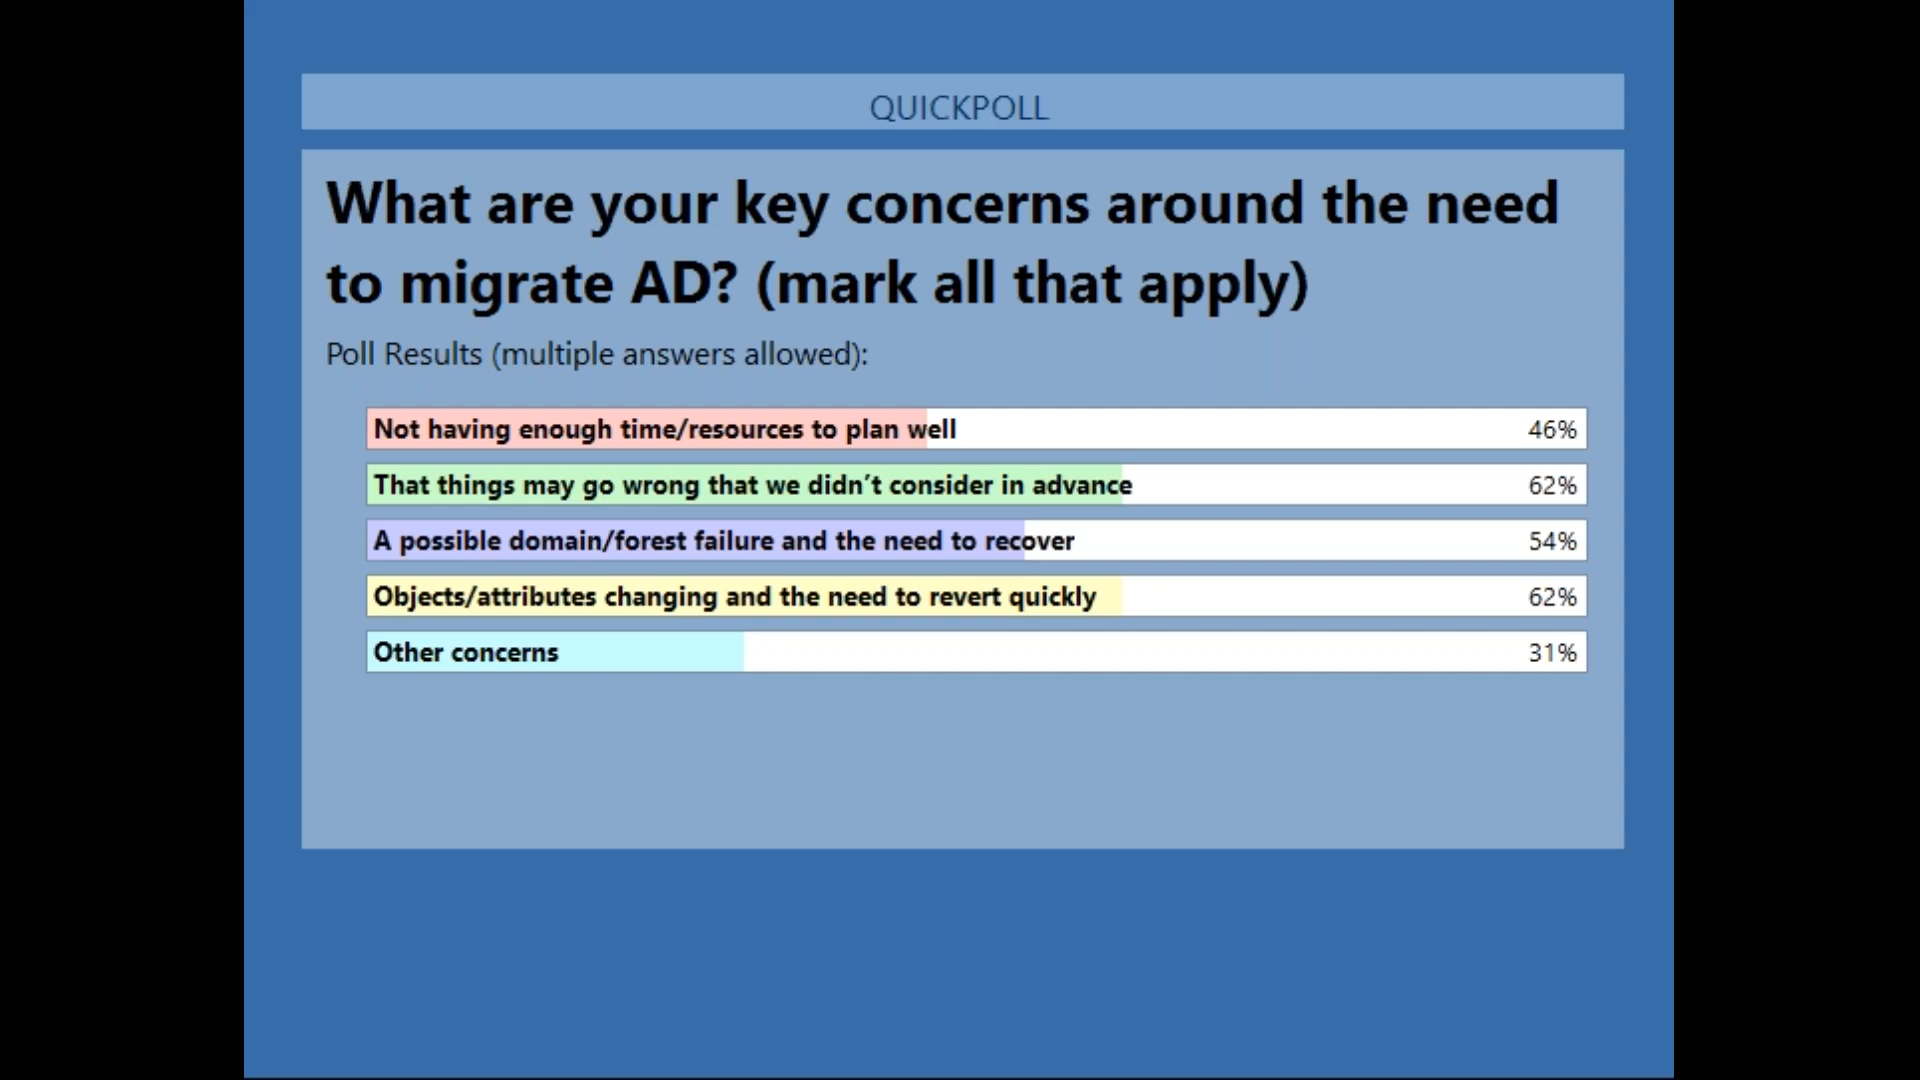 QUICKPOLL
What are your key concerns around the need
to migrate AD? (mark all that apply)
Poll Results (multiple answers allowed):
Not having enough time/resources to plan well 46%
That things may go wrong that we didn’t consider in advance 62%
A possible domain/forest failure and the need to recover 54%
Objects/attributes changing and the need to revert quickly 62%
Other concerns 31%